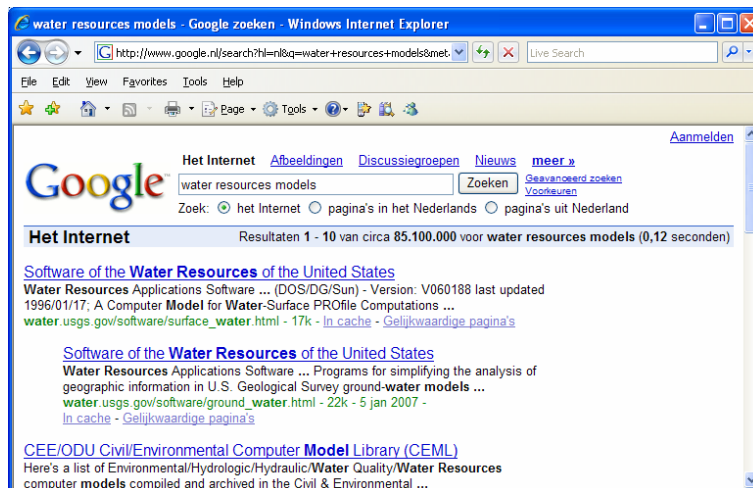 water resources models - Google zoeken - Windows Internet Explorer
http://www.google.nl/search?hl=nl&q=water+resources+models&met. Live Search
File Edit View Favorites Tools Help
Page Tools
Aanmelden
Google™
Het Internet Afbeeldingen Discussiegroepen Nieuws meer »
water resources models Zoeken Geavanceerd zoeken
Voorkeuren
Zoek: het Internet pagina's in het Nederlands pagina's uit Nederland
Het Internet Resultaten 1 - 10 van circa 85.100.000 voor water resources models (0,12 seconden)
Software of the Water Resources of the United States
Water Resources Applications Software ... (DOS/DG/Sun) - Version: V060188 last updated
1996/01/17; A Computer Model for Water-Surface PROfile Computations ...
water.usgs.gov/software/surface_water.html - 17k - In cache - Gelijkwaardige pagina's
Software of the Water Resources of the United States
Water Resources Applications Software ... Programs for simplifying the analysis of
geographic information in U.S. Geological Survey ground-water models ...
water.usgs.gov/software/ground_water.html - 22k - 5 jan 2007 -
In cache - Gelijkwaardige pagina's
CEE/ODU Civil/Environmental Computer Model Library (CEML)
Here's a list of Environmental/Hydrologic/Hydraulic/Water Quality/Water Resources
computer models compiled and archived in the Civil & Environmental ...